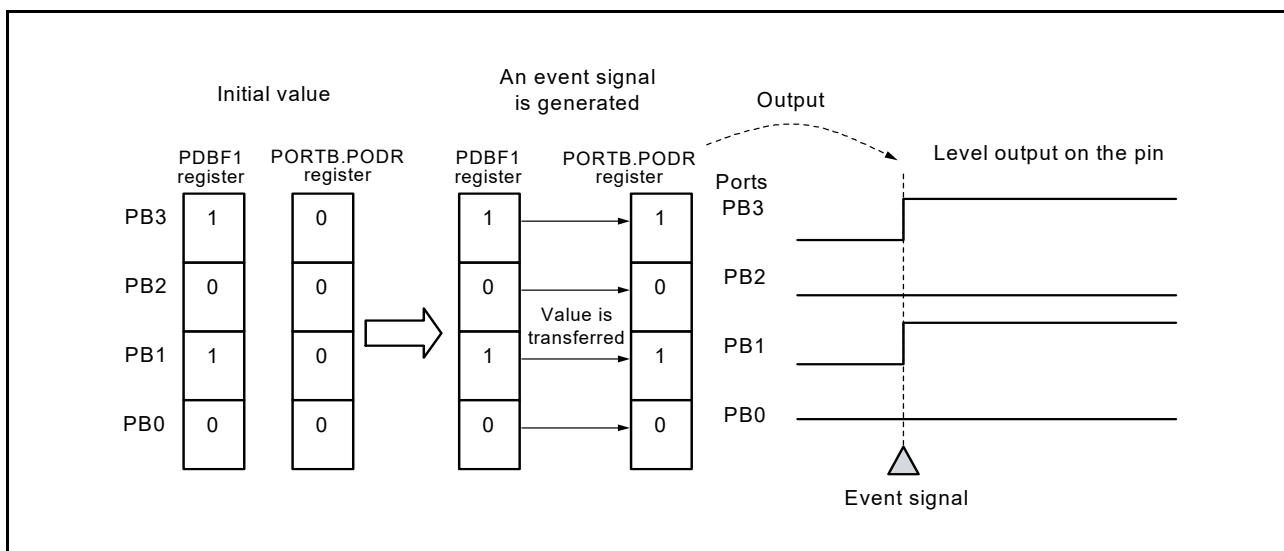 Initial value
An event signal
is generated
Output
PDBF1
register
PORTB.PODR
register
PDBF1
register
PORTB.PODR
register
Level output on the pin
Ports
PB3
1
0
1
1
PB3
PB2
0
0
0
0
PB2
Value is
transferred
PB1
1
0
1
1
PB1
PB0
0
0
0
0
PB0
Event signal